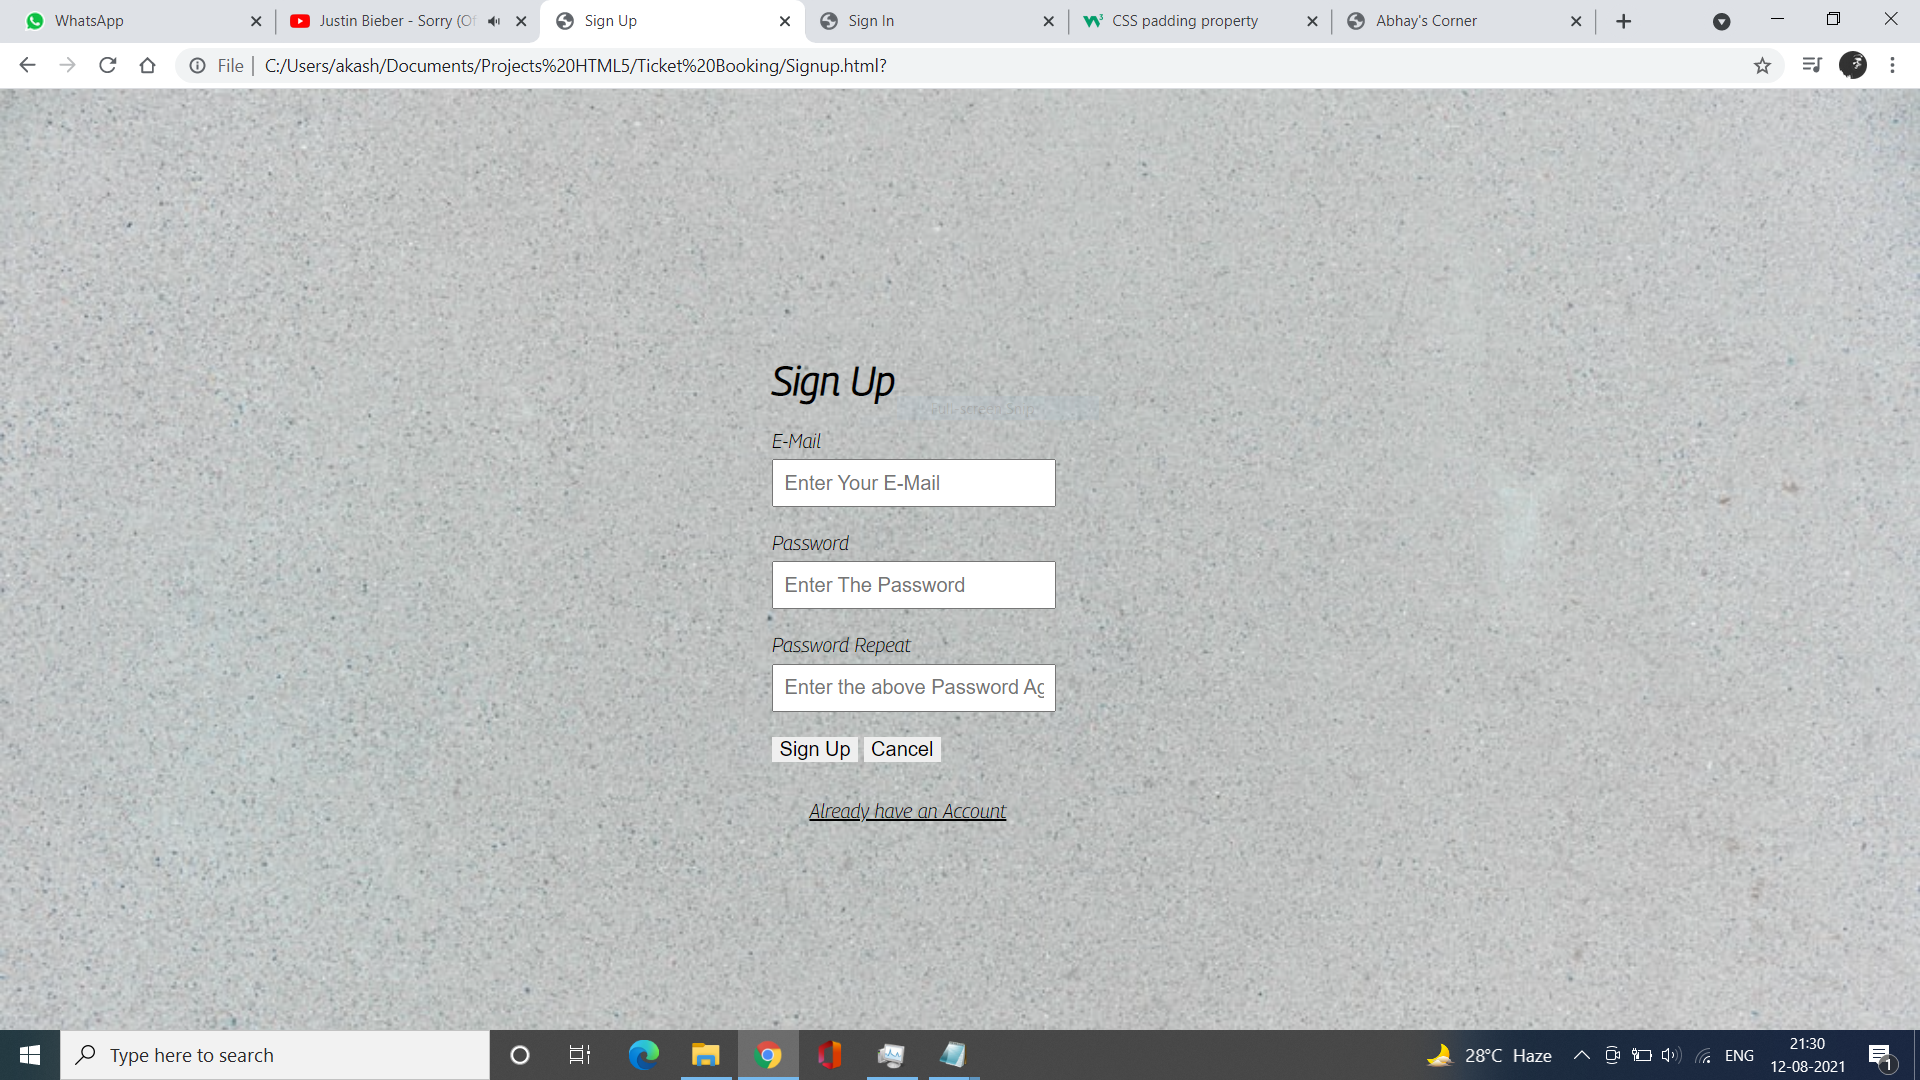 WhatsApp
Justin Bieber - Sorry (Of
Sign Up
Sign In
CSS padding property
Abhay's Corner
File
C:/Users/akash/Documents/Projects%20HTML5/Ticket%20Booking/Signup.html?
Sign Up
E-Mail
Enter Your E-Mail
Password
Enter The Password
Password Repeat
Enter the above Password Ag
Sign Up Cancel
Already have an Account
Type here to search
28°C Haze
ENG
21:30
12-08-2021
1